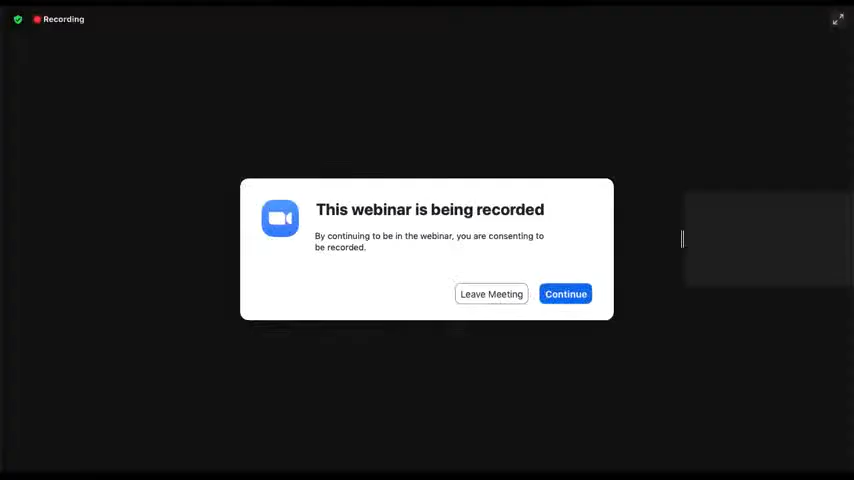 Recording
This webinar is being recorded
By continuing to be in the webinar, you are consenting to
be recorded.
Leave Meeting
Continue